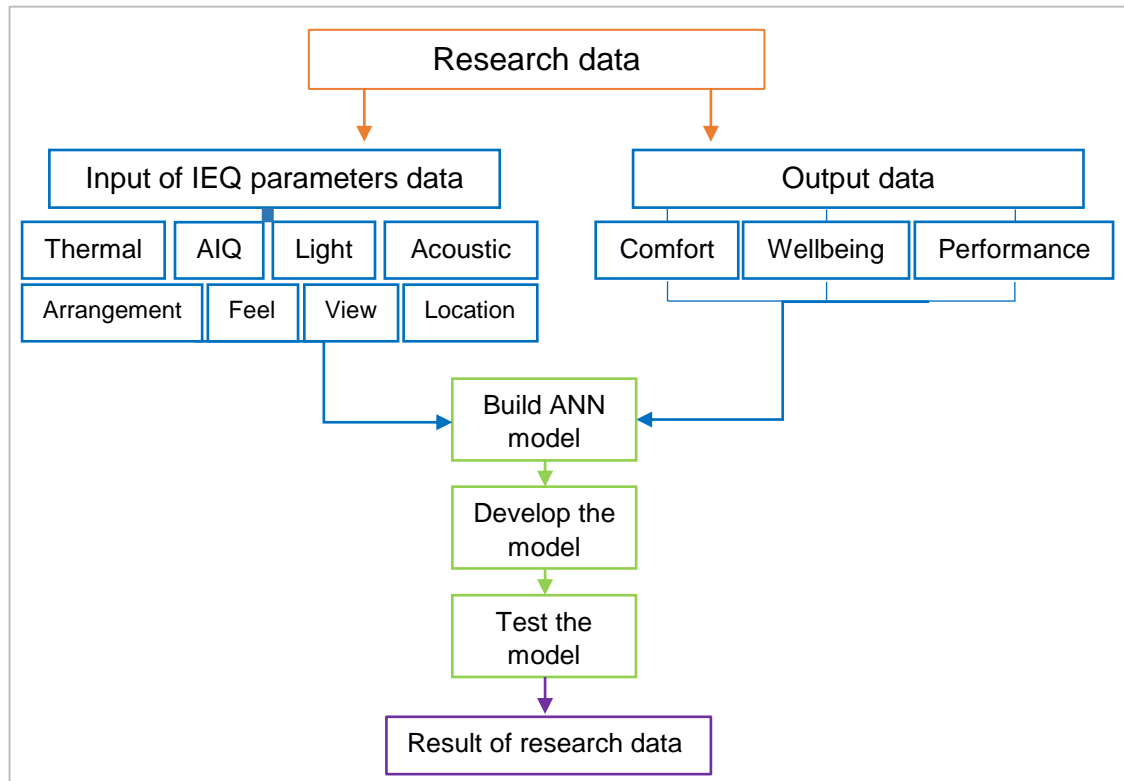 Research data
Input of IEQ parameters data
Output data
Thermal
AIQ
Light
Acoustic
Comfort
Wellbeing
Performance
Arrangement
Feel
View
Location
Build ANN
model
Develop the
model
Test the
model
Result of research data